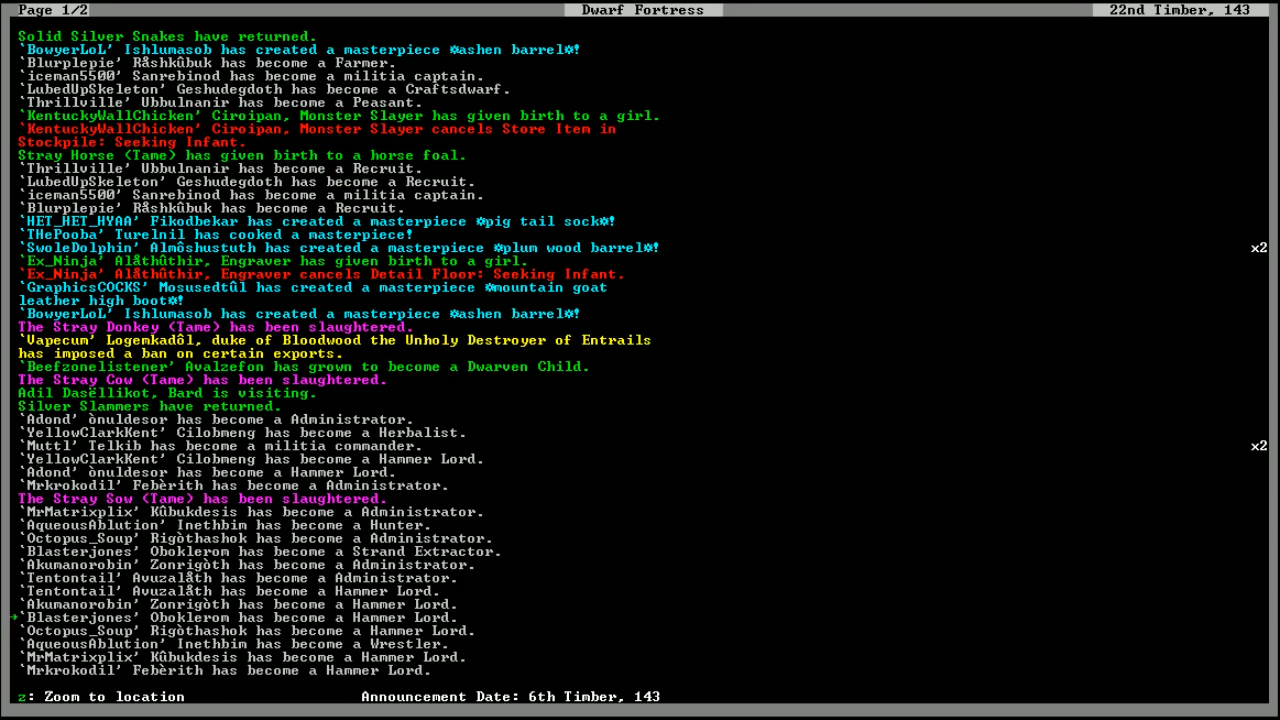 Page 1/2 Dwarf Fortress 22nd Timber, 143
Solid Silver Snakes have returned.
`BowyerLoL' Ishlumasob has created a masterpiece ☼ashen barrel☼!
`Blurplepie' Råshkûbuk has become a Farmer.
`iceman5500' Sanrebinod has become a militia captain.
`LubedUpSkeleton' Geshudegdoth has become a Craftsdwarf.
`Thrillville' Ubbulnanir has become a Peasant.
`KentuckyWallChicken' Ciroipan, Monster Slayer has given birth to a girl.
`KentuckyWallChicken' Ciroipan, Monster Slayer cancels Store Item in
Stockpile: Seeking Infant.
Stray Horse (Tame) has given birth to a horse foal.
`Thrillville' Ubbulnanir has become a Recruit.
`LubedUpSkeleton' Geshudegdoth has become a Recruit.
`iceman5500' Sanrebinod has become a militia captain.
`Blurplepie' Råshkûbuk has become a Recruit.
`HET_HET_HYAA' Fikodbekar has created a masterpiece ☼pig tail sock☼!
`THePooba' Turelnil has cooked a masterpiece!
`SwoleDolphin' Almôshustuth has created a masterpiece ☼plum wood barrel☼! x2
`Ex_Ninja' Alåthûthir, Engraver has given birth to a girl.
`Ex_Ninja' Alåthûthir, Engraver cancels Detail Floor: Seeking Infant.
`GraphicsCOCKS' Mosusedtûl has created a masterpiece ☼mountain goat
leather high boot☼!
`BowyerLoL' Ishlumasob has created a masterpiece ☼ashen barrel☼!
The Stray Donkey (Tame) has been slaughtered.
`Vapecum' Logemkadôl, duke of Bloodwood the Unholy Destroyer of Entrails
has imposed a ban on certain exports.
`Beefzonelistener' Avalzefon has grown to become a Dwarven Child.
The Stray Cow (Tame) has been slaughtered.
Adil Dasëllikot, Bard is visiting.
Silver Slammers have returned.
`Adond' ònuldesor has become a Administrator.
`YellowClarkKent' Cilobmeng has become a Herbalist.
`Muttl' Telkib has become a militia commander. x2
`YellowClarkKent' Cilobmeng has become a Hammer Lord.
`Adond' ònuldesor has become a Hammer Lord.
`Mrkrokodil' Febèrith has become a Administrator.
The Stray Sow (Tame) has been slaughtered.
`MrMatrixplix' Kûbukdesis has become a Administrator.
`AqueousAblution' Inethbim has become a Hunter.
`Octopus_Soup' Rigòthashok has become a Administrator.
`Blasterjones' Oboklerom has become a Strand Extractor.
`Akumanorobin' Zonrigòth has become a Administrator.
`Tentontail' Avuzalåth has become a Administrator.
`Tentontail' Avuzalåth has become a Hammer Lord.
`Akumanorobin' Zonrigòth has become a Hammer Lord.
→`Blasterjones' Oboklerom has become a Hammer Lord.
`Octopus_Soup' Rigòthashok has become a Hammer Lord.
`AqueousAblution' Inethbim has become a Wrestler.
`MrMatrixplix' Kûbukdesis has become a Hammer Lord.
`Mrkrokodil' Febèrith has become a Hammer Lord.
z: Zoom to location Announcement Date: 6th Timber, 143